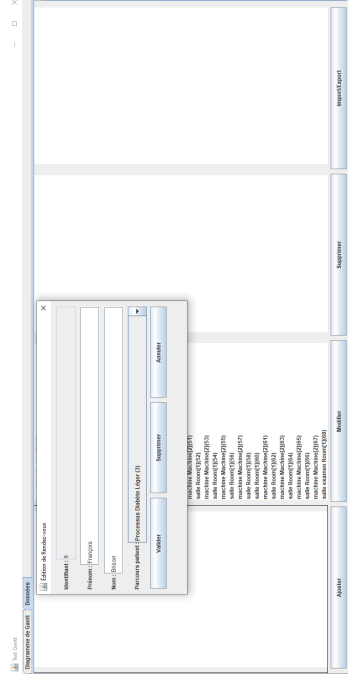 Test Gantt
Diagramme de Gantt
Données
Édition de Rendez-vous
Identifiant : 6
Prénom : François
Nom : Brison
Parcours patient : Processus Diabète Léger (3)
Valider
Supprimer
Annuler
machine Machine[2](51)
salle Room[1](52)
machine Machine[2](53)
salle Room[1](54)
machine Machine[2](55)
salle Room[1](56)
machine Machine[2](57)
salle Room[1](58)
salle Room[1](60)
machine Machine[2](61)
salle Room[1](62)
machine Machine[2](63)
salle Room[1](64)
machine Machine[2](65)
salle Room[1](66)
machine Machine[2](67)
salle examen Room[1](68)
Ajouter
Modifier
Supprimer
Import/Export